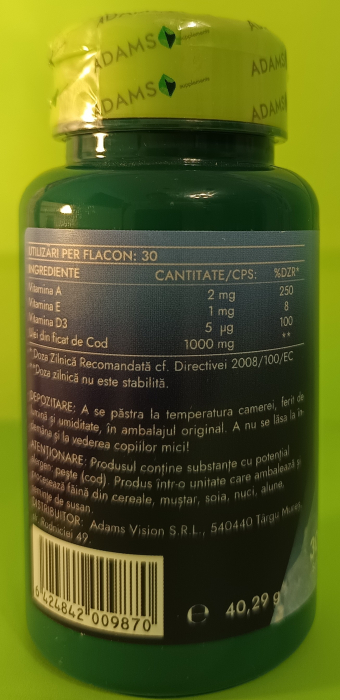 ADAMS
ADAMS
ADAMS
ADAMS
UTILIZARI PER FLACON: 30
INGREDIENTE CANTITATE/CPS: %DZR*
Vitamina A 2 mg 250
Vitamina E 1 mg 8
Vitamina D3 5 µg 100
Ulei din ficat de Cod 1000 mg **
* Doza Zilnică Recomandată cf. Directivei 2008/100/EC
**Doza zilnică nu este stabilită.
DEPOZITARE: A se păstra la temperatura camerei, ferit de
lumină și umiditate, în ambalajul original. A nu se lăsa la în-
demâna și la vederea copiilor mici!
ATENȚIONARE: Produsul conține substanțe cu potențial
alergen: pește (cod). Produs într-o unitate care ambalează și
procesează făină din cereale, muștar, soia, nuci, alune,
semințe de susan.
DISTRIBUITOR: Adams Vision S.R.L., 540440 Târgu Mureș,
Rodniciei 49.
6 424842 009870
℮ 40,29 g